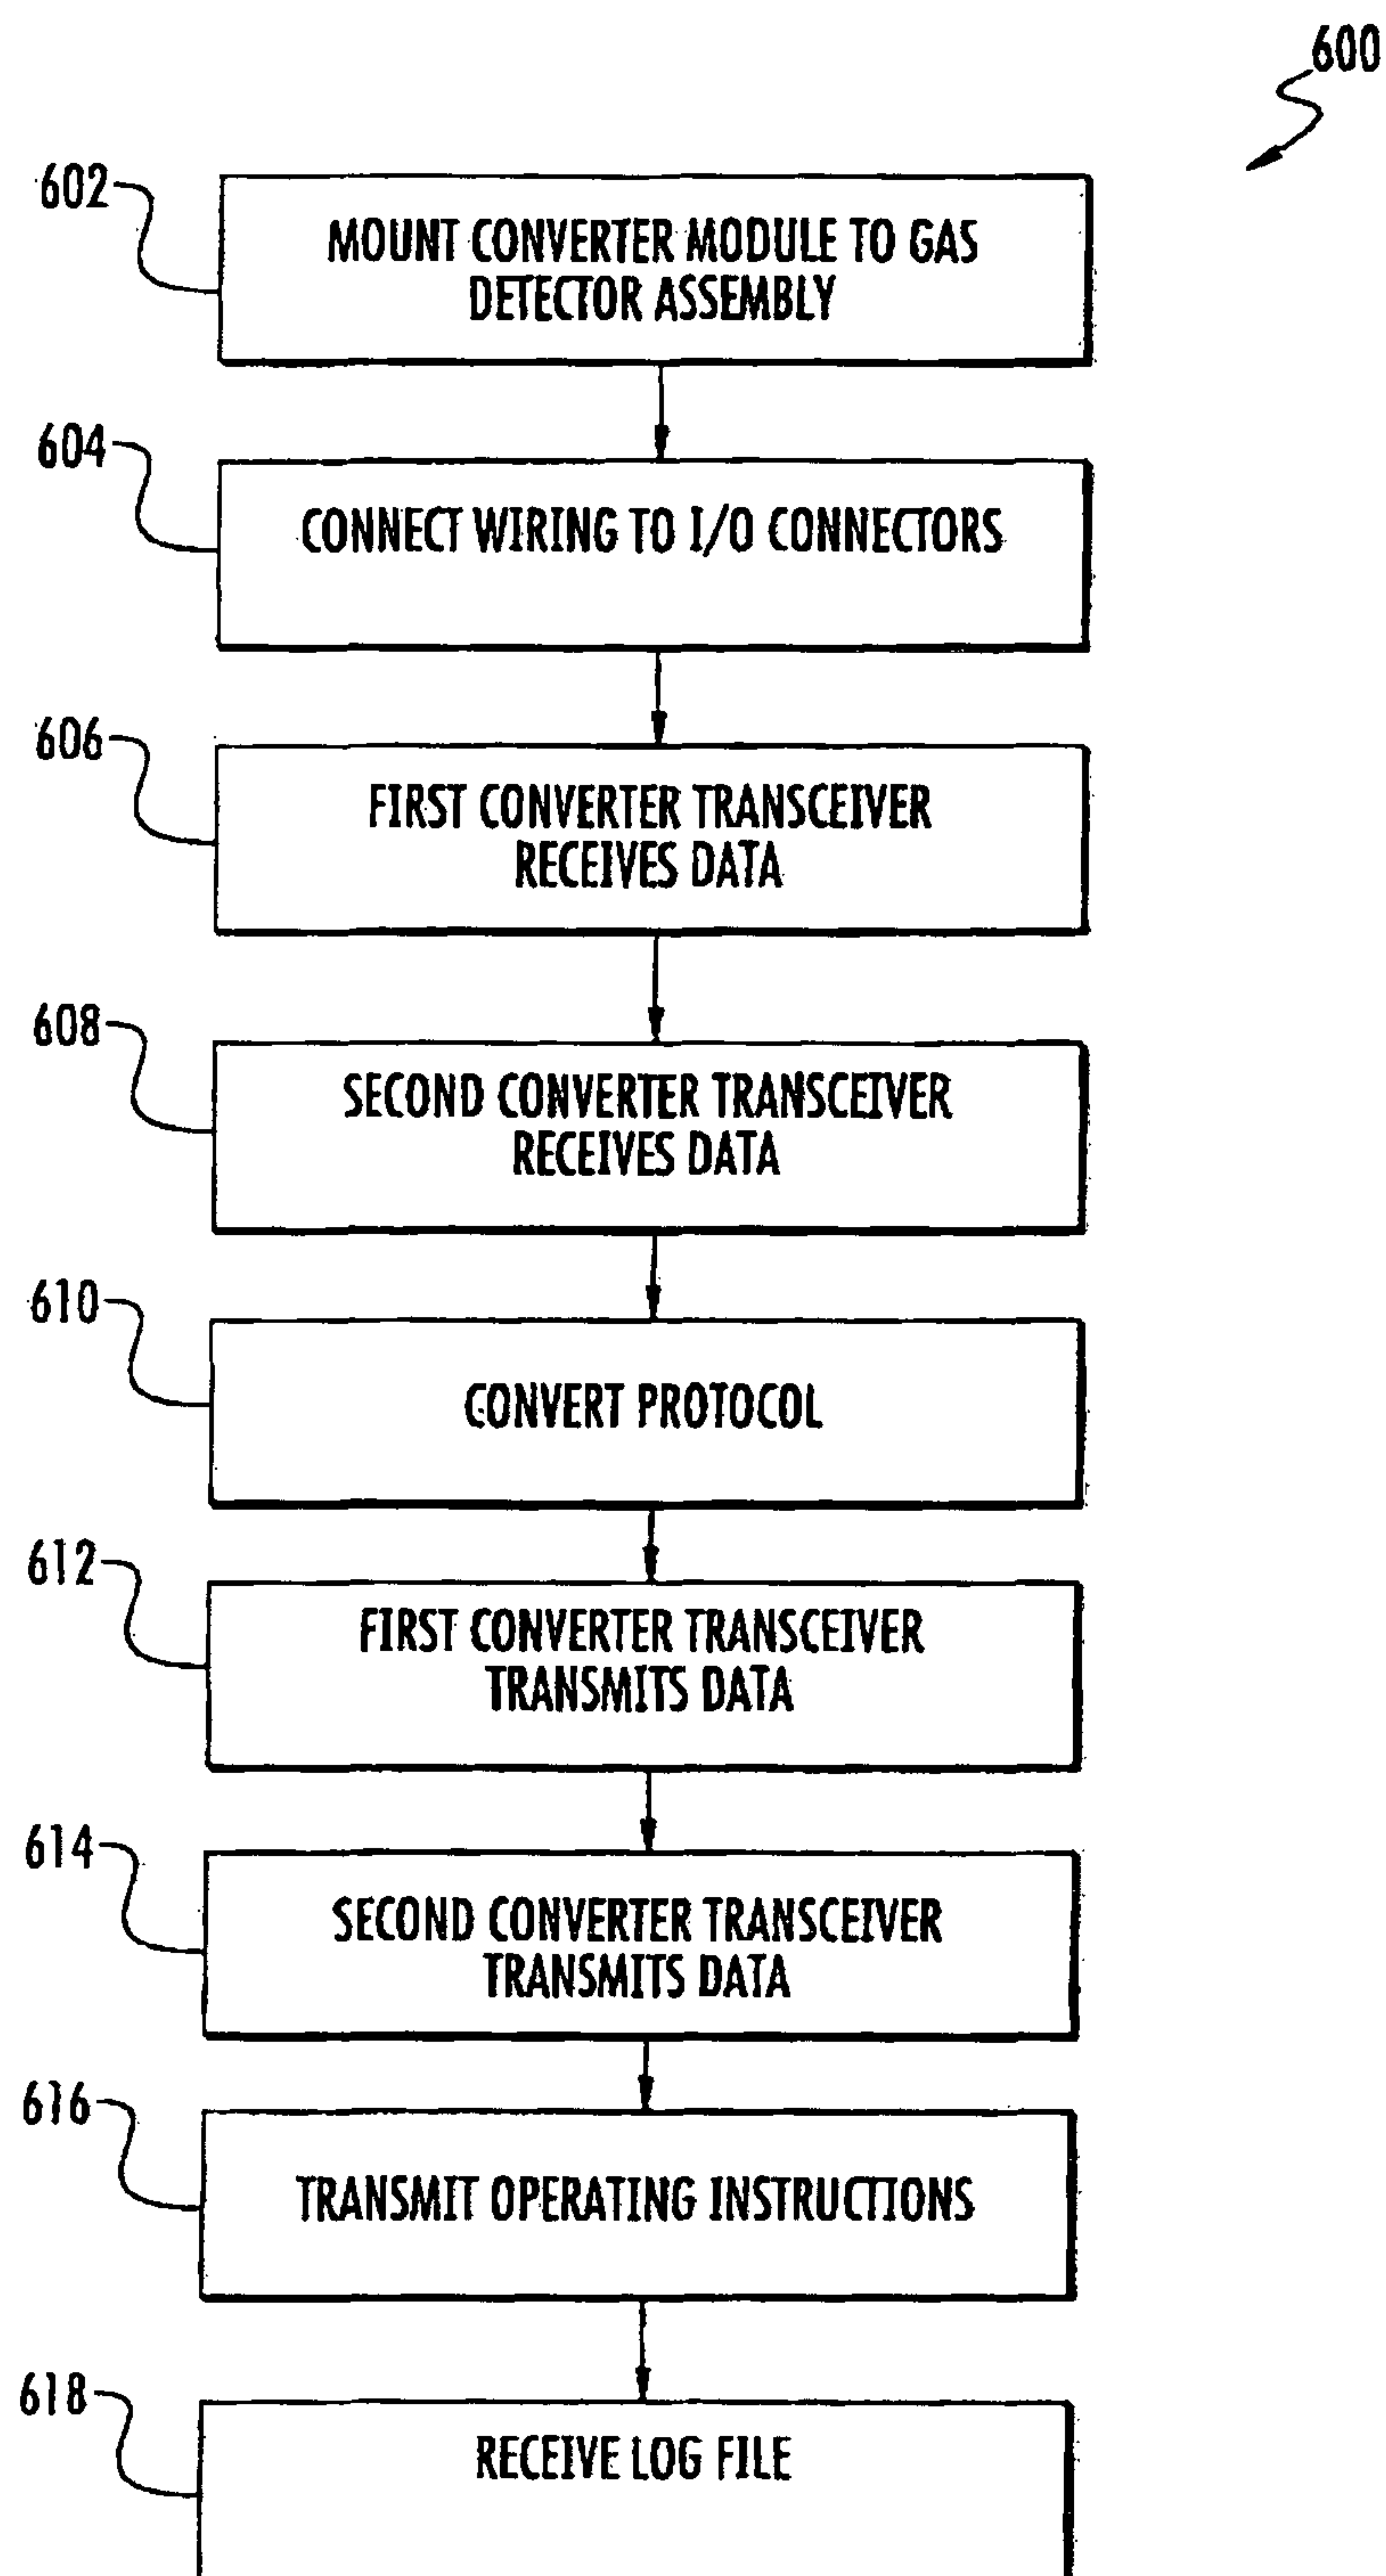 600
602
MOUNT CONVERTER MODULE TO GAS
DETECTOR ASSEMBLY
604
CONNECT WIRING TO I/O CONNECTORS
606
FIRST CONVERTER TRANSCEIVER
RECEIVES DATA
608
SECOND CONVERTER TRANSCEIVER
RECEIVES DATA
610
CONVERT PROTOCOL
612
FIRST CONVERTER TRANSCEIVER
TRANSMITS DATA
614
SECOND CONVERTER TRANSCEIVER
TRANSMITS DATA
616
TRANSMIT OPERATING INSTRUCTIONS
618
RECEIVE LOG FILE